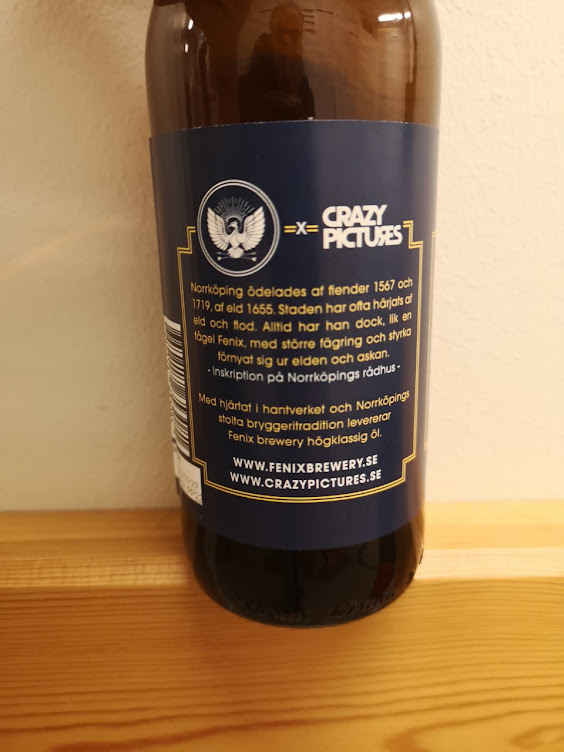 =X= CRAZY
PICTURES
Norrköping ödelades af fiender 1567 och
1719, af eld 1655. Staden har ofta härjats af
eld och flod. Alltid har han dock, lik en
fågel Fenix, med större fägring och styrka
förnyat sig ur elden och askan.
- Inskription på Norrköpings rådhus -
Med hjärtat i hantverket och Norrköpings
stolta bryggeritradition levererar
Fenix brewery högklassig öl.
WWW.FENIXBREWERY.SE
WWW.CRAZYPICTURES.SE